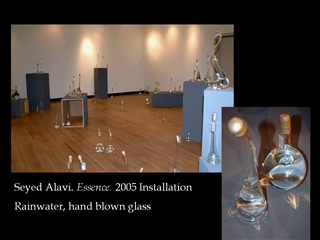 Seyed Alavi. Essence. 2005 Installation
Rainwater, hand blown glass